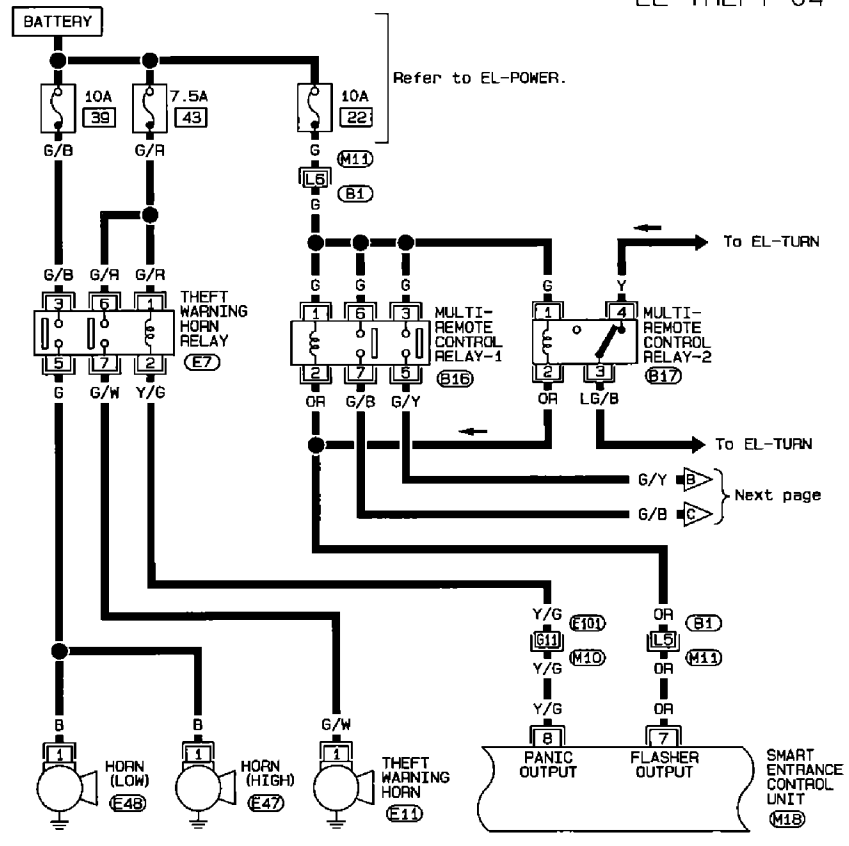 BATTERY
Refer to EL-POWER.
10A 7.5A 10A
39 43 22
G/B G/R G M11
L6
B1
G
To EL-TURN
G/B G/R G/R G G G G Y
3 6 1 THEFT WARNING HORN RELAY
5 7 2 E7
1 6 3 MULTI-REMOTE CONTROL RELAY-1
2 7 5 B16
1 4 MULTI-REMOTE CONTROL RELAY-2
2 3 B17
G G/W Y/G OR G/B G/Y OR LG/B
To EL-TURN
G/Y B
Next page
G/B C
Y/G E101 OR B1
G11 L5
Y/G M10 OR M11
B B G/W Y/G OR
1 1 1 8 7
HORN (LOW) E48
HORN (HIGH) E47
THEFT WARNING HORN E11
PANIC OUTPUT
FLASHER OUTPUT
SMART ENTRANCE CONTROL UNIT M18